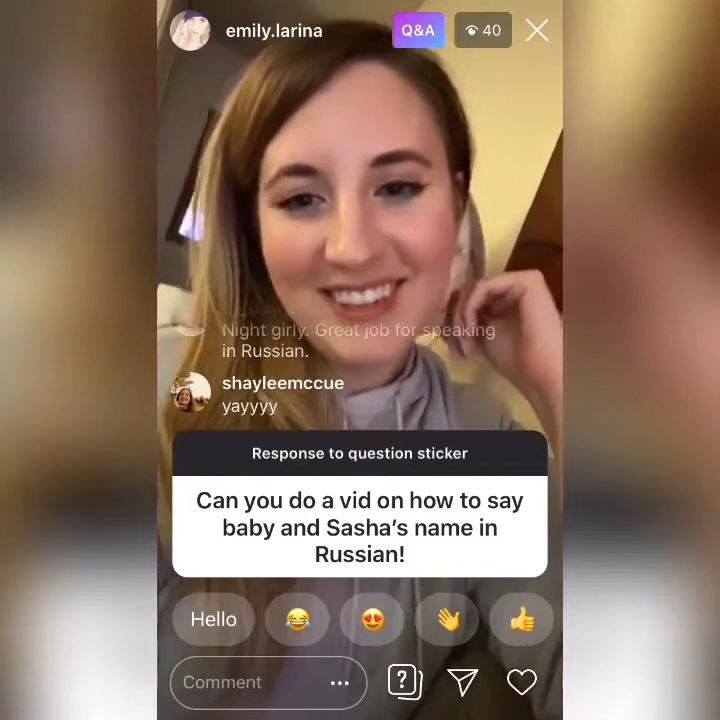 emily.larina
Q&A
40
Night girly. Great job for speaking
in Russian.
shayleemccue
yayyyy
Response to question sticker
Can you do a vid on how to say
baby and Sasha's name in
Russian!
Hello
Comment
?